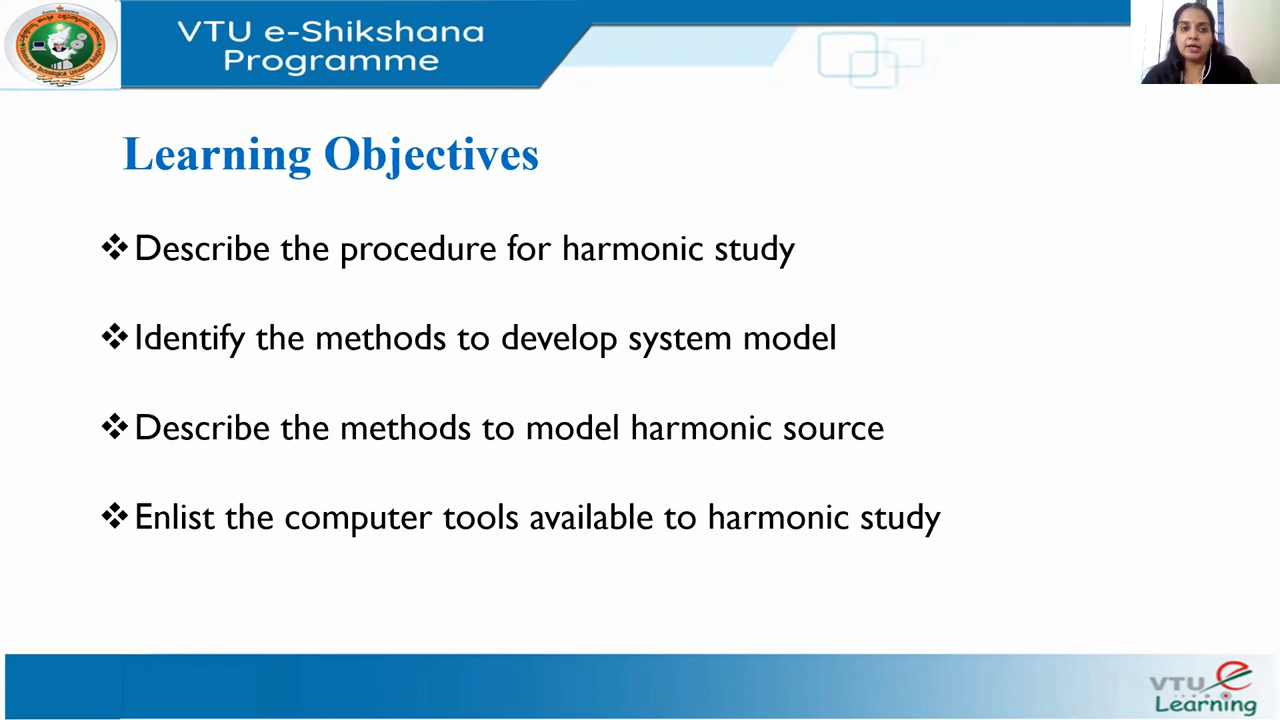 VTU e-Shikshana
Programme
Learning Objectives
❖Describe the procedure for harmonic study
❖Identify the methods to develop system model
❖Describe the methods to model harmonic source
❖Enlist the computer tools available to harmonic study
VTU e
Learning